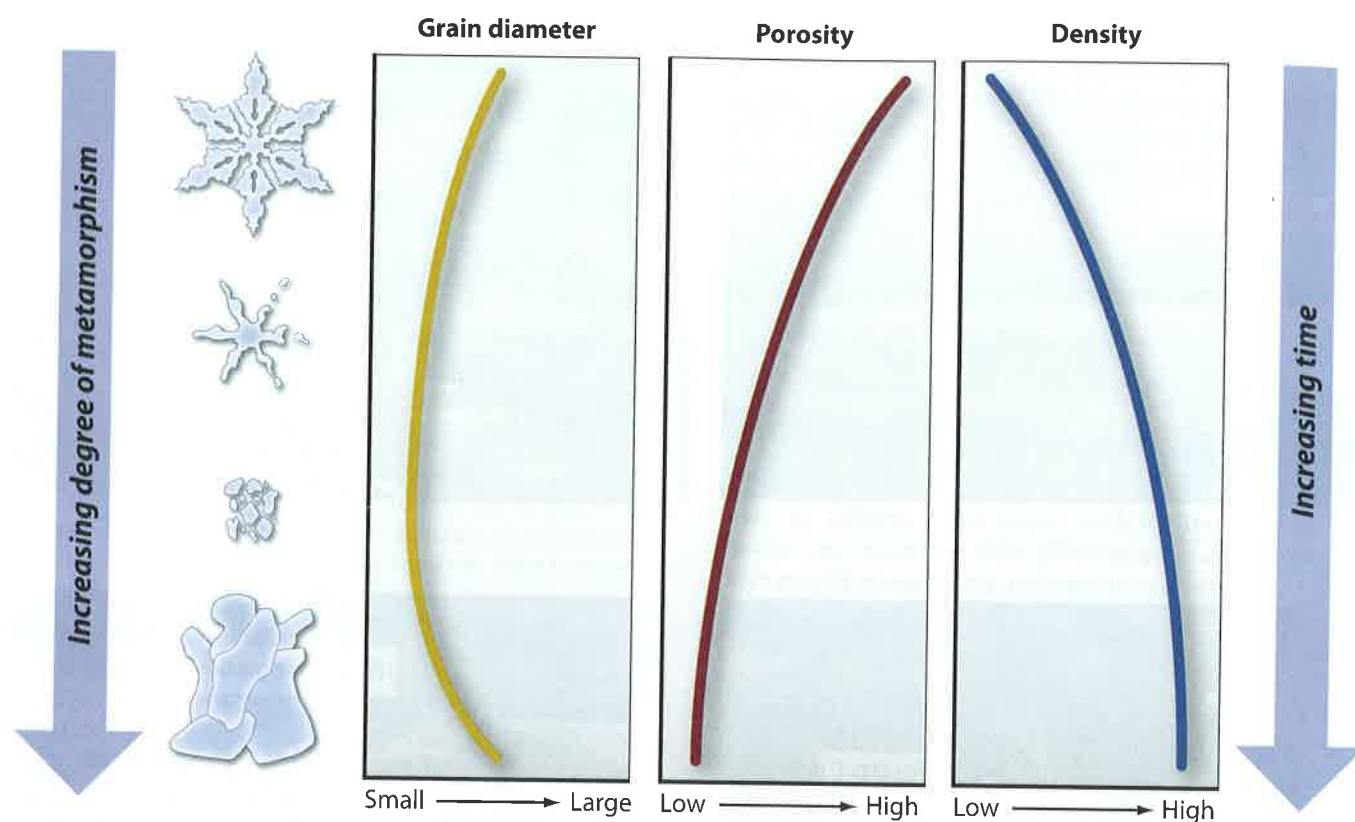 Grain diameter
Porosity
Density
Increasing degree of metamorphism
Increasing time
Small Large
Low High
Low High